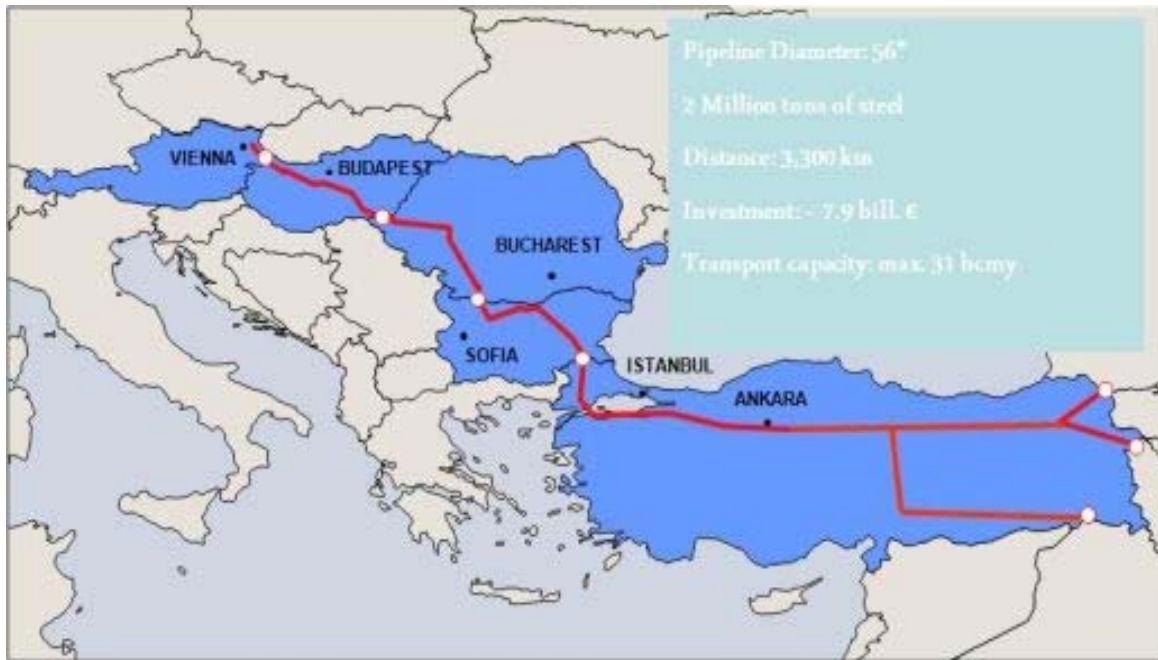 Pipeline Diameter: 56"
2 Million tons of steel
Distance: 3,300 km
Investment: ~ 7.9 bill. €
Transport capacity: max. 31 bcmy
VIENNA
BUDAPEST
BUCHAREST
SOFIA
ISTANBUL
ANKARA